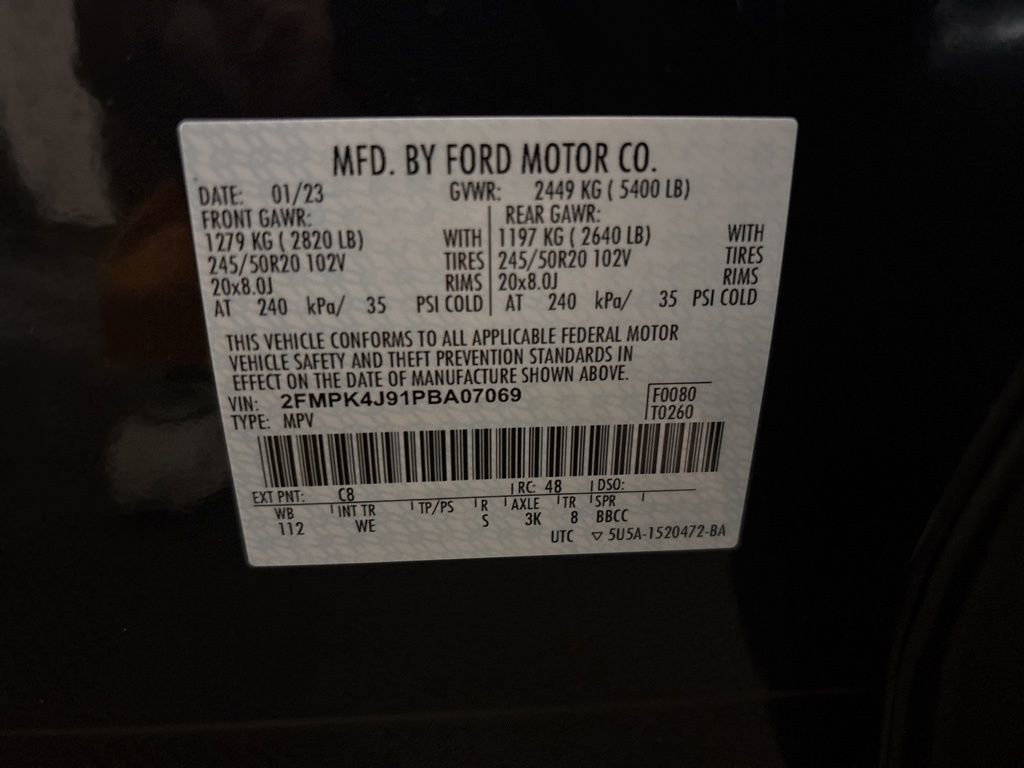 MFD. BY FORD MOTOR CO.
DATE: 01/23 GVWR: 2449 KG ( 5400 LB)
FRONT GAWR: REAR GAWR:
1279 KG ( 2820 LB) WITH 1197 KG ( 2640 LB) WITH
245/50R20 102V TIRES 245/50R20 102V TIRES
20x8.0J RIMS 20x8.0J RIMS
AT 240 kPa/ 35 PSI COLD AT 240 kPa/ 35 PSI COLD
THIS VEHICLE CONFORMS TO ALL APPLICABLE FEDERAL MOTOR
VEHICLE SAFETY AND THEFT PREVENTION STANDARDS IN
EFFECT ON THE DATE OF MANUFACTURE SHOWN ABOVE.
VIN: 2FMPK4J91PBA07069 F0080
TYPE: MPV T0260
EXT PNT: C8 RC: 48 DSO:
WB INT TR TP/PS R AXLE TR SPR
112 WE S 3K 8 BBCC
UTC ▽ 5U5A-1520472-BA